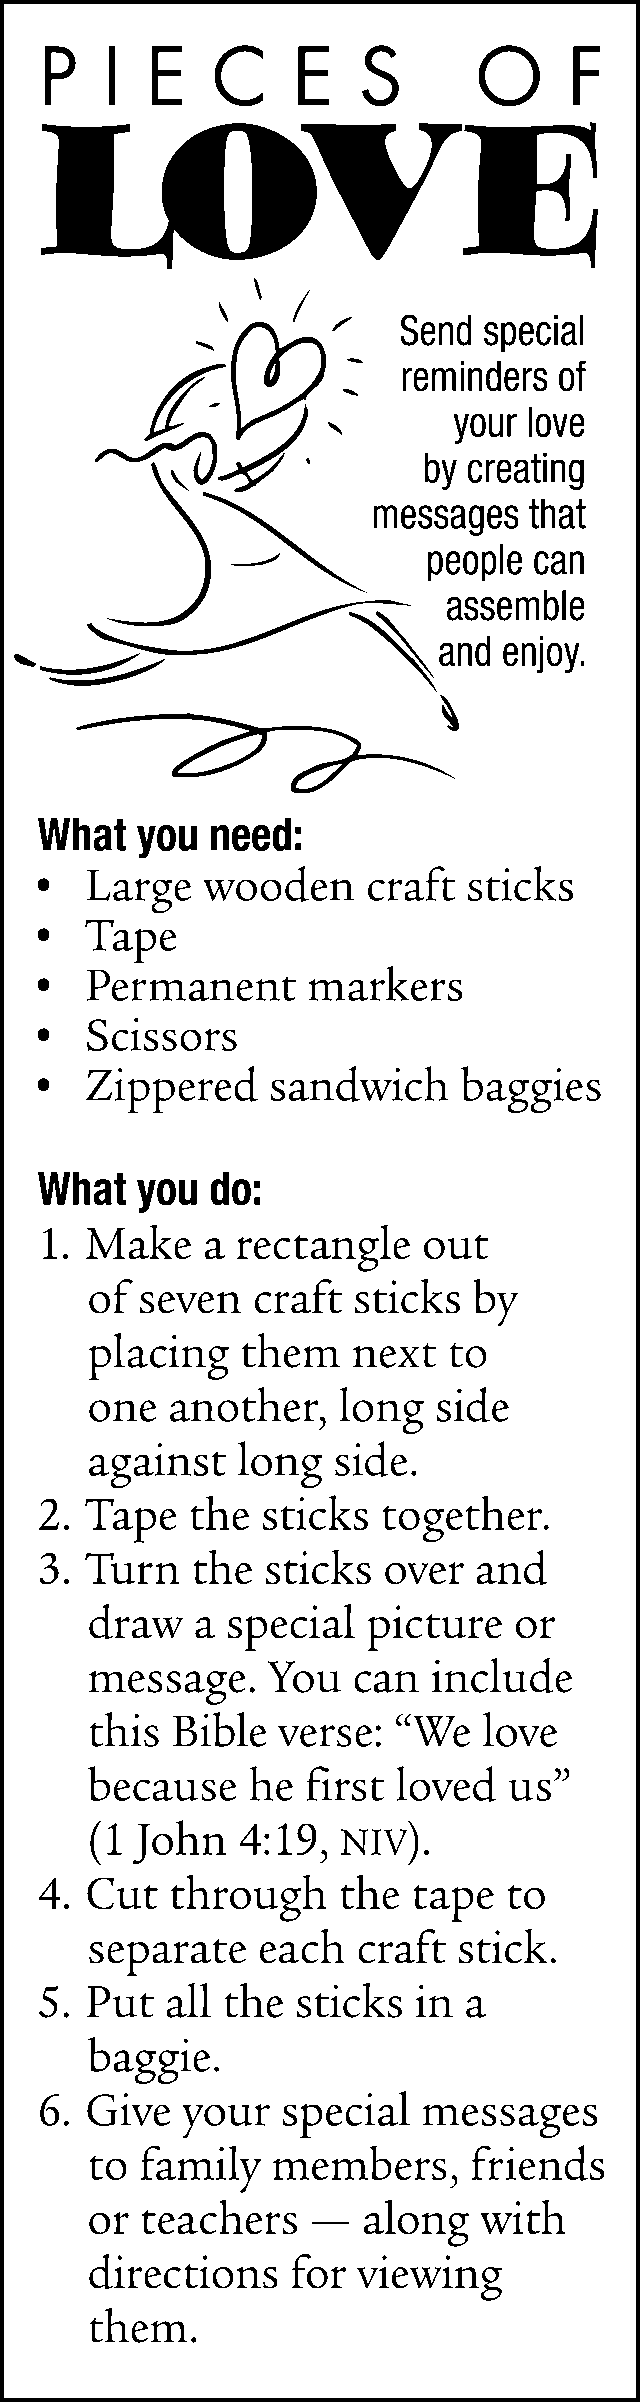 PIECES OF
LOVE
Send special
reminders of
your love
by creating
messages that
people can
assemble
and enjoy.
What you need:
• Large wooden craft sticks
• Tape
• Permanent markers
• Scissors
• Zippered sandwich baggies
What you do:
1. Make a rectangle out
of seven craft sticks by
placing them next to
one another, long side
against long side.
2. Tape the sticks together.
3. Turn the sticks over and
draw a special picture or
message. You can include
this Bible verse: “We love
because he first loved us”
(1 John 4:19, NIV).
4. Cut through the tape to
separate each craft stick.
5. Put all the sticks in a
baggie.
6. Give your special messages
to family members, friends
or teachers — along with
directions for viewing
them.